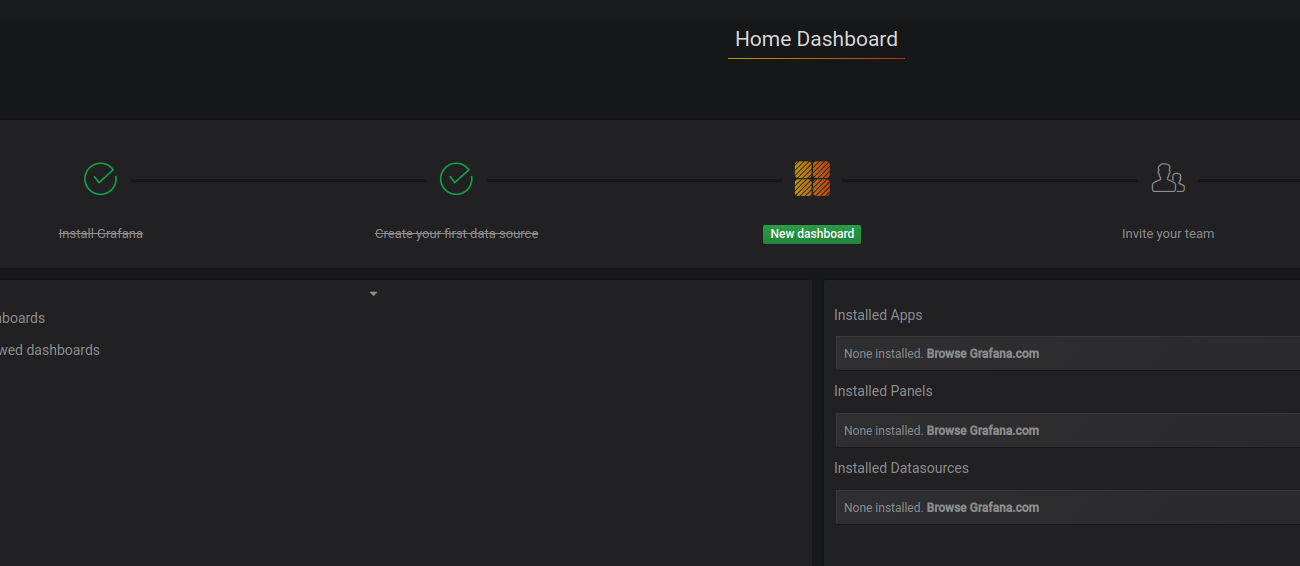 Home Dashboard
Install Grafana
Create your first data source
New dashboard
Invite your team
boards
wed dashboards
Installed Apps
None installed. Browse Grafana.com
Installed Panels
None installed. Browse Grafana.com
Installed Datasources
None installed. Browse Grafana.com